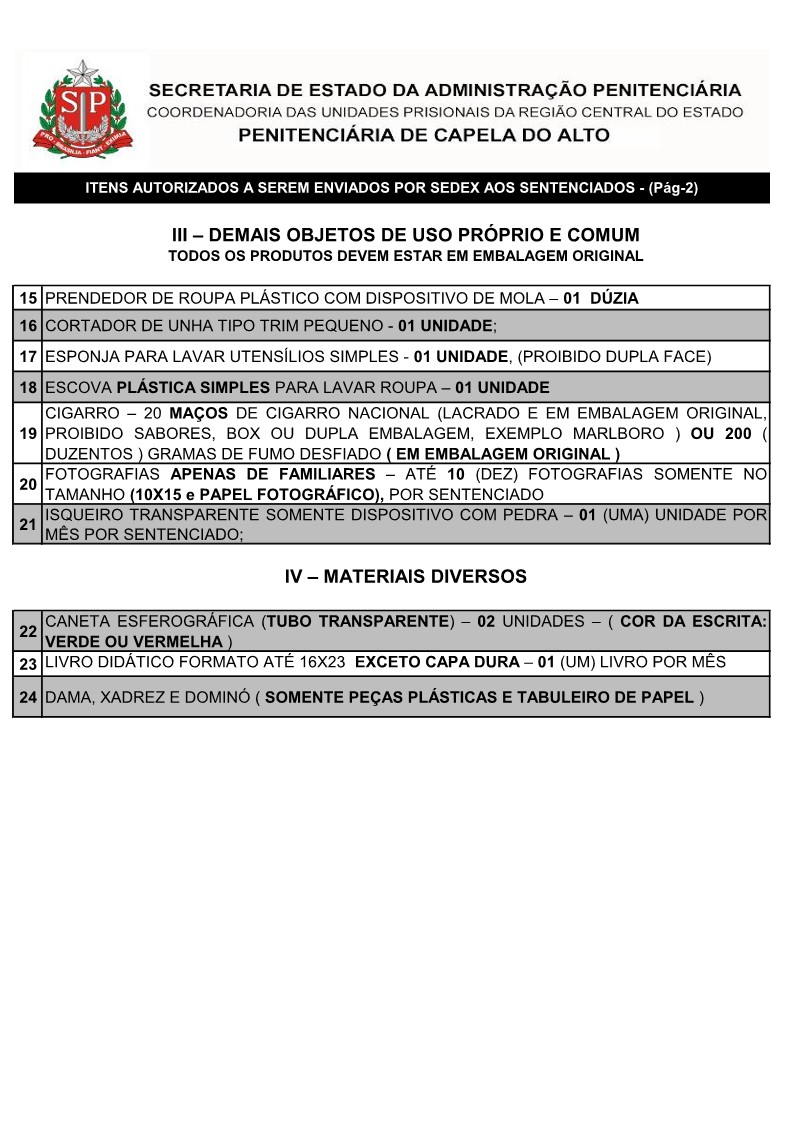 SP
PRO · BRASILIA · FIANT · EXIMIA
SECRETARIA DE ESTADO DA ADMINISTRAÇÃO PENITENCIÁRIA
COORDENADORIA DAS UNIDADES PRISIONAIS DA REGIÃO CENTRAL DO ESTADO
PENITENCIÁRIA DE CAPELA DO ALTO
ITENS AUTORIZADOS A SEREM ENVIADOS POR SEDEX AOS SENTENCIADOS - (Pág-2)
III – DEMAIS OBJETOS DE USO PRÓPRIO E COMUM
TODOS OS PRODUTOS DEVEM ESTAR EM EMBALAGEM ORIGINAL
15 PRENDEDOR DE ROUPA PLÁSTICO COM DISPOSITIVO DE MOLA – 01 DÚZIA
16 CORTADOR DE UNHA TIPO TRIM PEQUENO - 01 UNIDADE;
17 ESPONJA PARA LAVAR UTENSÍLIOS SIMPLES - 01 UNIDADE, (PROIBIDO DUPLA FACE)
18 ESCOVA PLÁSTICA SIMPLES PARA LAVAR ROUPA – 01 UNIDADE
CIGARRO – 20 MAÇOS DE CIGARRO NACIONAL (LACRADO E EM EMBALAGEM ORIGINAL,
19 PROIBIDO SABORES, BOX OU DUPLA EMBALAGEM, EXEMPLO MARLBORO ) OU 200 (
DUZENTOS ) GRAMAS DE FUMO DESFIADO ( EM EMBALAGEM ORIGINAL )
20 FOTOGRAFIAS APENAS DE FAMILIARES – ATÉ 10 (DEZ) FOTOGRAFIAS SOMENTE NO
TAMANHO (10X15 e PAPEL FOTOGRÁFICO), POR SENTENCIADO
21 ISQUEIRO TRANSPARENTE SOMENTE DISPOSITIVO COM PEDRA – 01 (UMA) UNIDADE POR
MÊS POR SENTENCIADO;
IV – MATERIAIS DIVERSOS
22 CANETA ESFEROGRÁFICA (TUBO TRANSPARENTE) – 02 UNIDADES – ( COR DA ESCRITA:
VERDE OU VERMELHA )
23 LIVRO DIDÁTICO FORMATO ATÉ 16X23 EXCETO CAPA DURA – 01 (UM) LIVRO POR MÊS
24 DAMA, XADREZ E DOMINÓ ( SOMENTE PEÇAS PLÁSTICAS E TABULEIRO DE PAPEL )